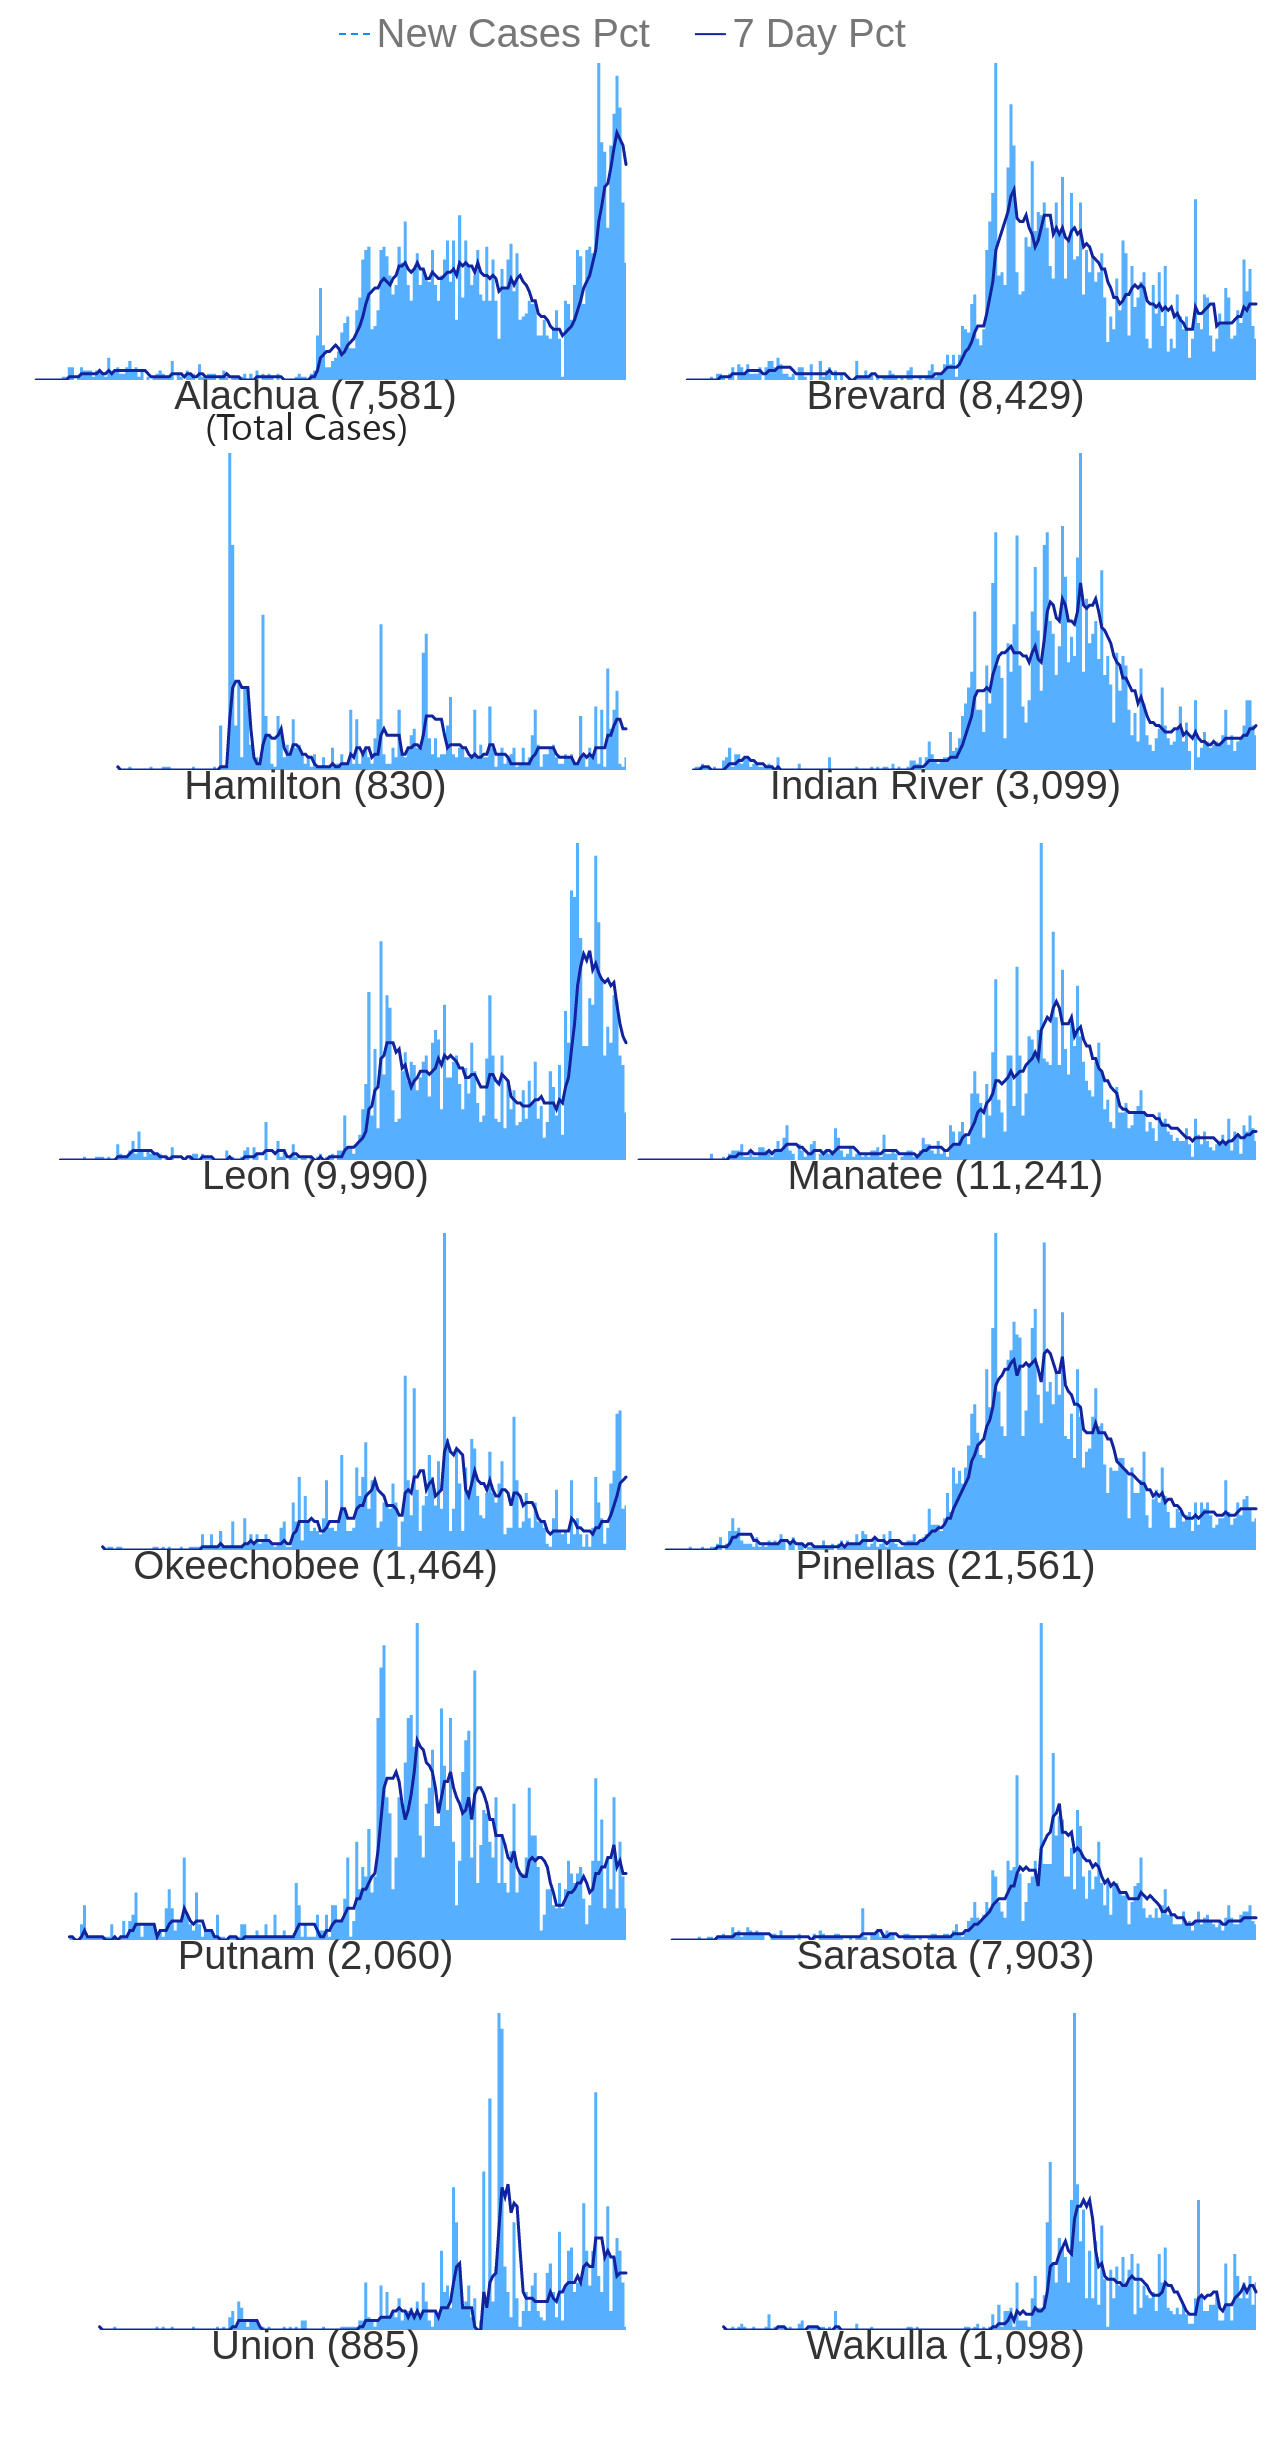 New Cases Pct 7 Day Pct
Alachua (7,581) Brevard (8,429)
(Total Cases)
Hamilton (830) Indian River (3,099)
Leon (9,990) Manatee (11,241)
Okeechobee (1,464) Pinellas (21,561)
Putnam (2,060) Sarasota (7,903)
Union (885) Wakulla (1,098)